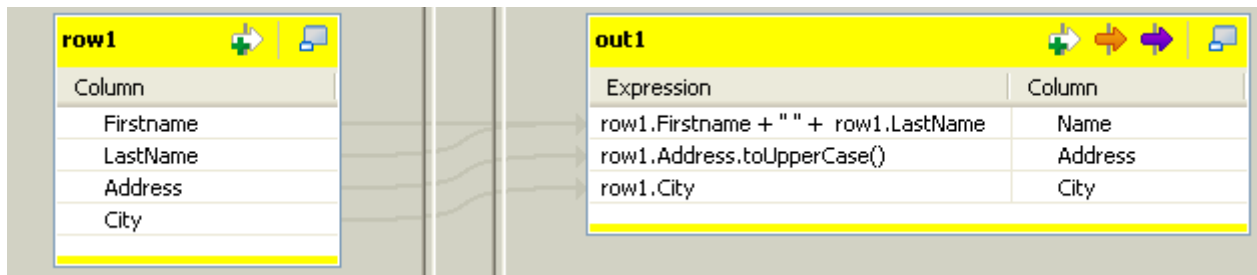 row1
Column
Firstname
LastName
Address
City
out1
Expression Column
row1.Firstname + " " + row1.LastName Name
row1.Address.toUpperCase() Address
row1.City City